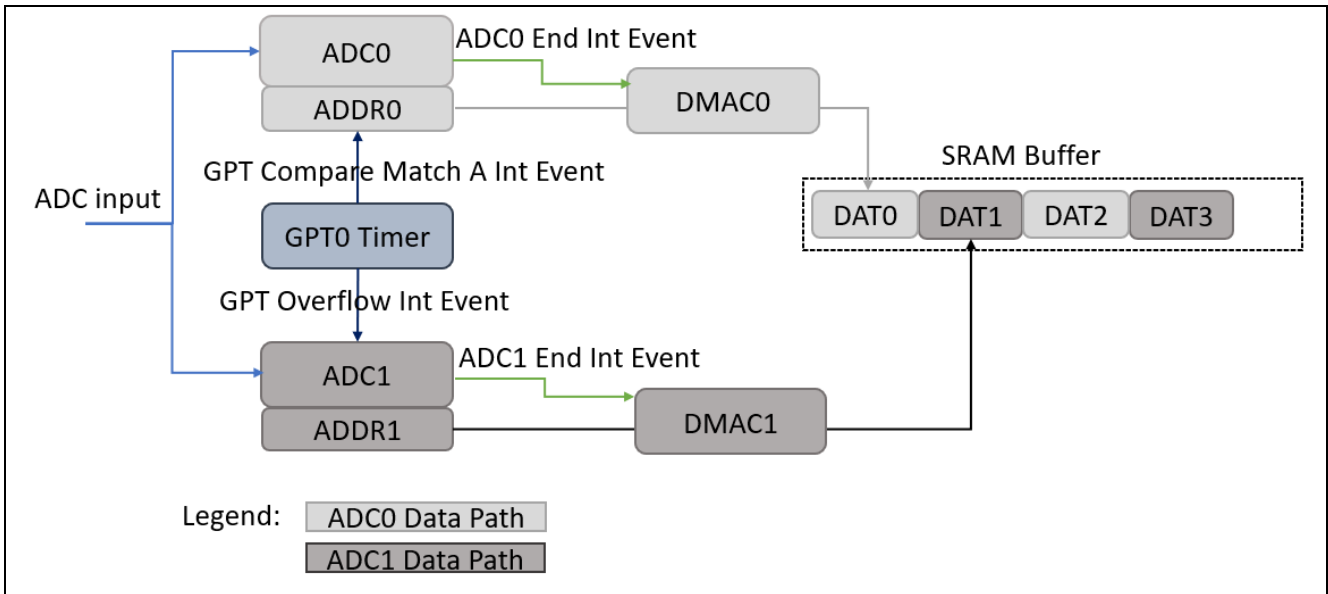 ADC0
ADC0 End Int Event
ADDR0
DMAC0
GPT Compare Match A Int Event
SRAM Buffer
ADC input
GPT0 Timer
DAT0 DAT1 DAT2 DAT3
GPT Overflow Int Event
ADC1
ADC1 End Int Event
ADDR1
DMAC1
Legend:
ADC0 Data Path
ADC1 Data Path